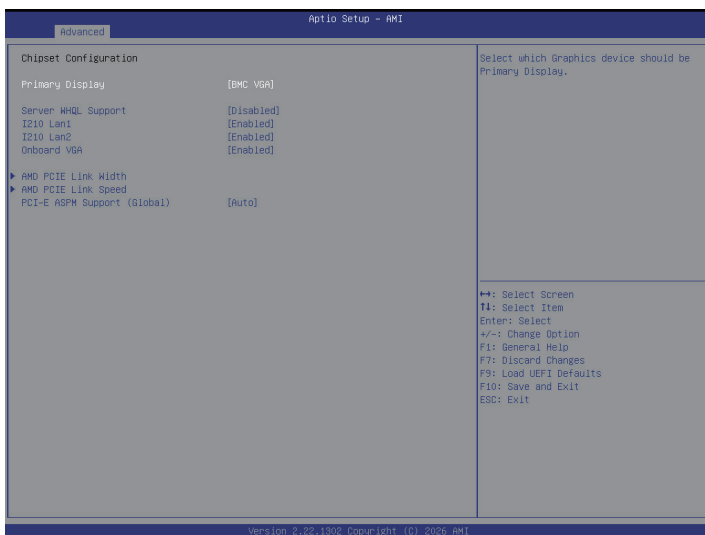 Aptio Setup – AMI
Advanced
Chipset Configuration
Primary Display [BMC VGA]
Server WHQL Support [Disabled]
I210 Lan1 [Enabled]
I210 Lan2 [Enabled]
Onboard VGA [Enabled]
AMD PCIE Link Width
AMD PCIE Link Speed
PCI-E ASPM Support (Global) [Auto]
Select which Graphics device should be
Primary Display.
↔: Select Screen
↑↓: Select Item
Enter: Select
+/-: Change Option
F1: General Help
F7: Discard Changes
F9: Load UEFI Defaults
F10: Save and Exit
ESC: Exit
Version 2.22.1302 Copyright (C) 2026 AMI